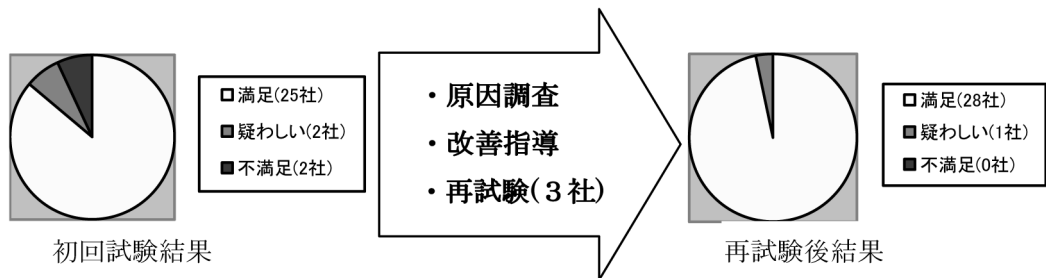 □満足(25社)
■疑わしい(2社)
■不満足(2社)
初回試験結果
・原因調査
・改善指導
・再試験(3社)
□満足(28社)
■疑わしい(1社)
■不満足(0社)
再試験後結果